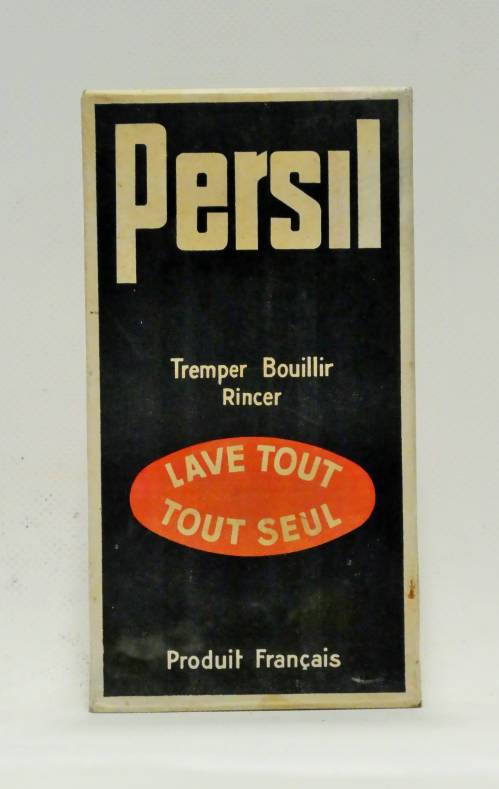 Persil
Tremper Bouillir
Rincer
LAVE TOUT
TOUT SEUL
Produit Français